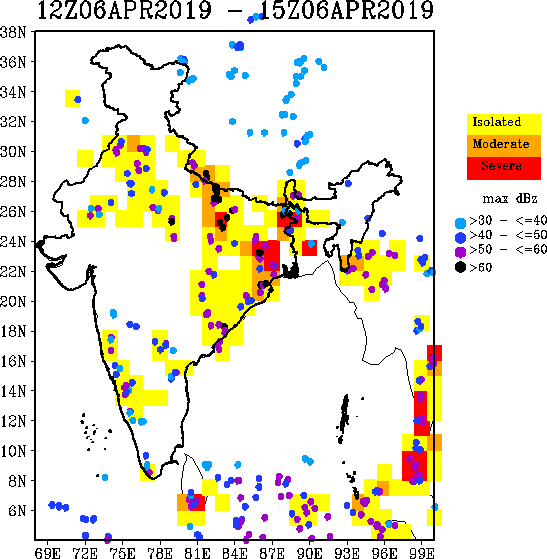 12Z06APR2019 - 15Z06APR2019
38N
36N
34N
32N
30N
28N
26N
24N
22N
20N
18N
16N
14N
12N
10N
8N
6N
69E 72E 75E 78E 81E 84E 87E 90E 93E 96E 99E
Isolated
Moderate
Severe
max dBz
>30 - <=40
>40 - <=50
>50 - <=60
>60